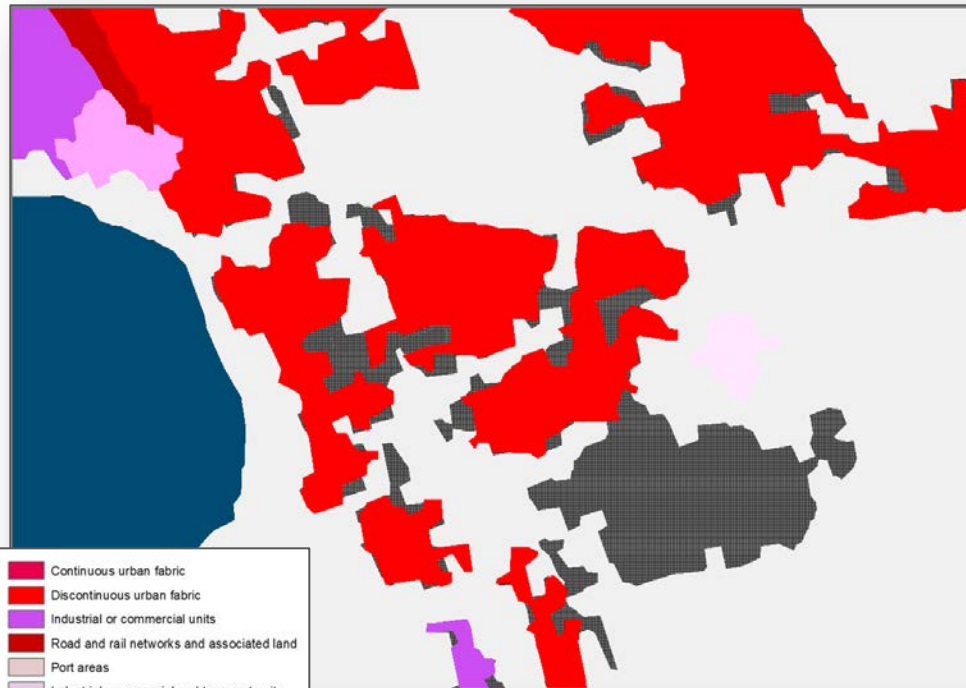 Continuous urban fabric
Discontinuous urban fabric
Industrial or commercial units
Road and rail networks and associated land
Port areas